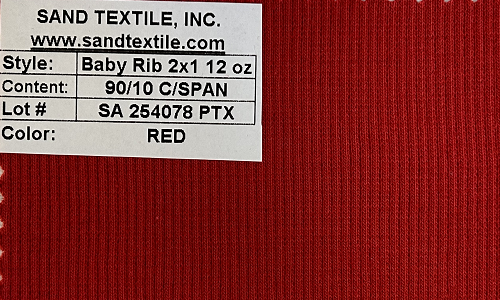 SAND TEXTILE, INC.
www.sandtextile.com
Style: Baby Rib 2x1 12 oz
Content: 90/10 C/SPAN
Lot # SA 254078 PTX
Color: RED